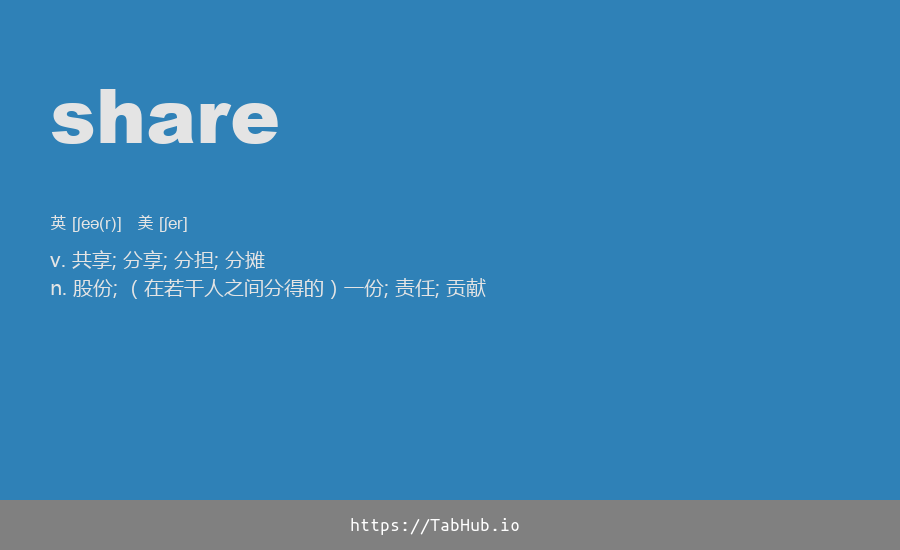 share
英 [ʃeə(r)] 美 [ʃer]
v. 共享; 分享; 分担; 分摊
n. 股份; （在若干人之间分得的）一份; 责任; 贡献
https://TabHub.io